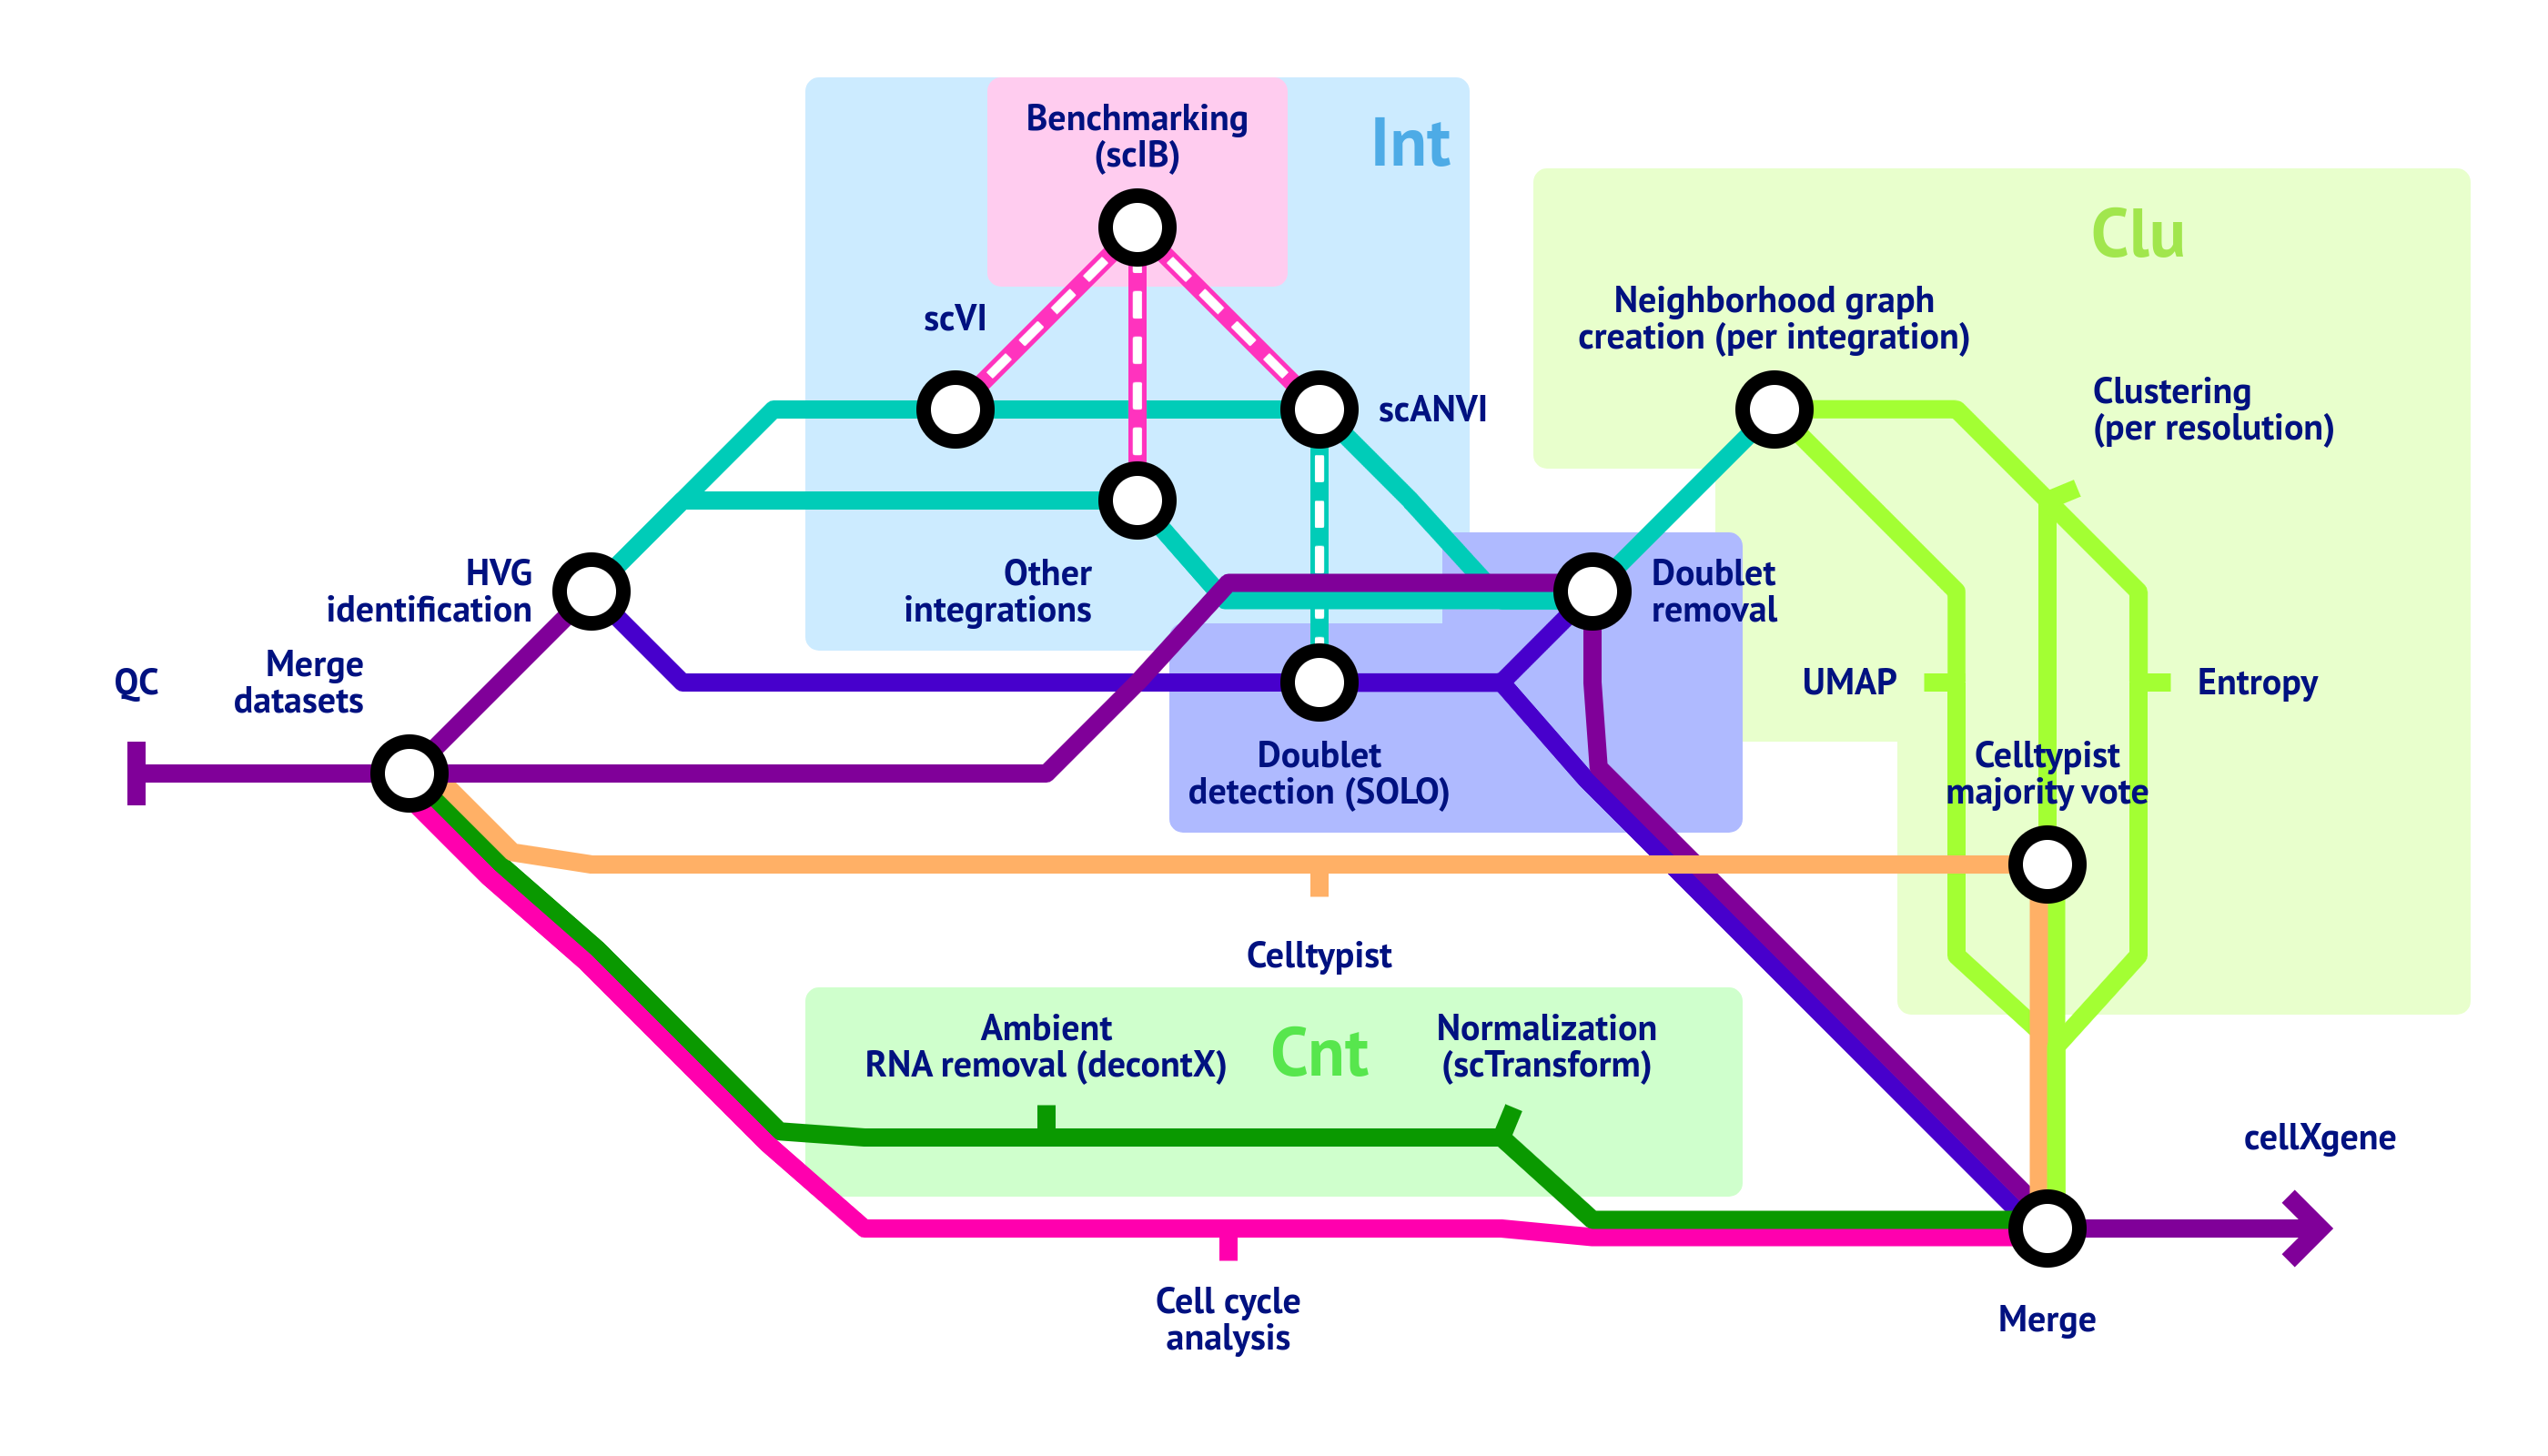 Benchmarking
(scIB)
Int
scVI
scANVI
Clu
Neighborhood graph
creation (per integration)
Clustering
(per resolution)
HVG
identification
Other
integrations
Doublet
removal
QC
Merge
datasets
UMAP
Entropy
Doublet
detection (SOLO)
Celltypist
majority vote
Celltypist
Ambient
RNA removal (decontX)
Cnt
Normalization
(scTransform)
cellXgene
Cell cycle
analysis
Merge